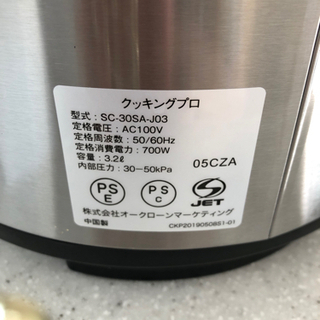 クッキングプロ
型式：SC-30SA-J03
定格電圧：AC100V
定格周波数：50/60Hz
定格消費電力：700W
容量：3.2ℓ
内部圧力：30−50kPa 05CZA
PS E PS C JET
株式会社オークローンマーケティング
中国製 CKP2019050851-01